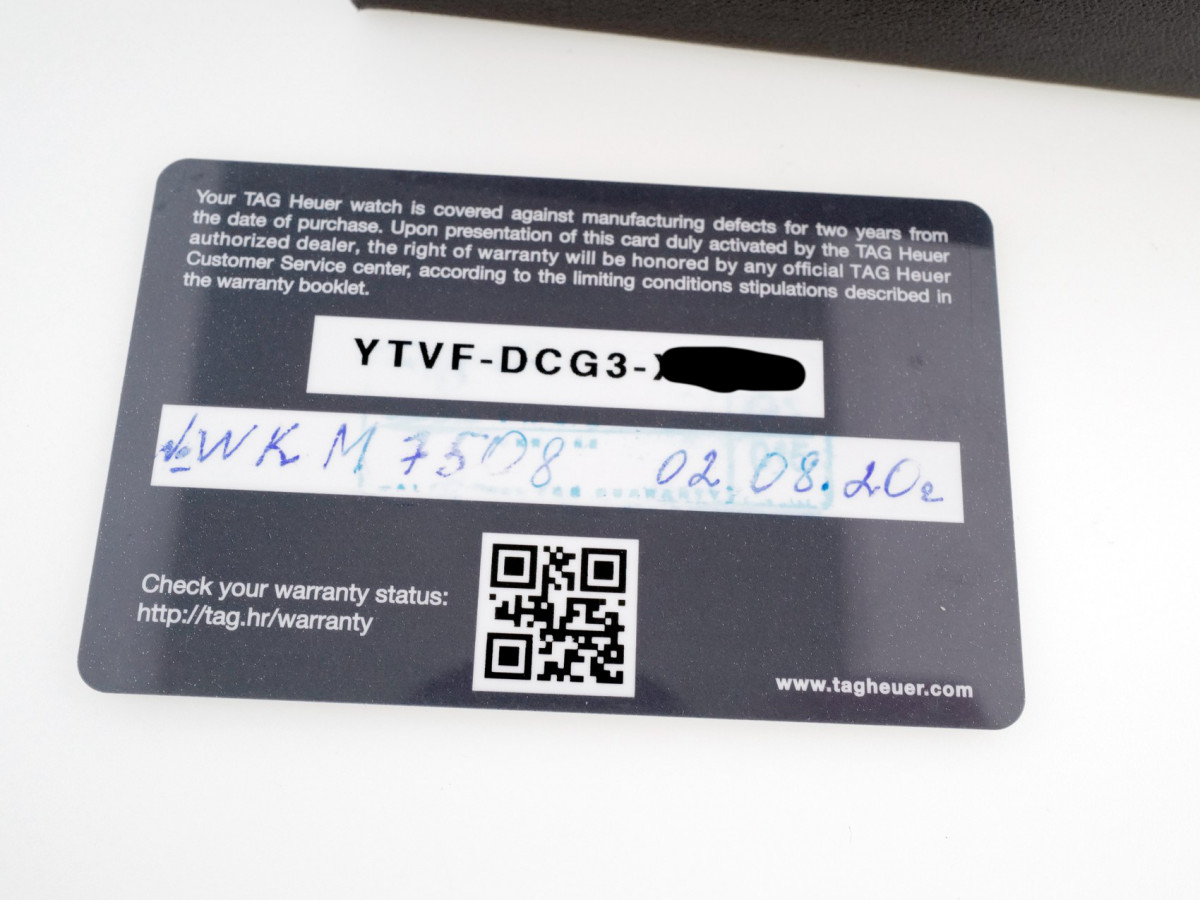 Your TAG Heuer watch is covered against manufacturing defects for two years from
the date of purchase. Upon presentation of this card duly activated by the TAG Heuer
authorized dealer, the right of warranty will be honored by any official TAG Heuer
Customer Service center, according to the limiting conditions stipulations described in
the warranty booklet.
YTVF-DCG3-
№WKM7508 02.08.202
Check your warranty status:
http://tag.hr/warranty
www.tagheuer.com